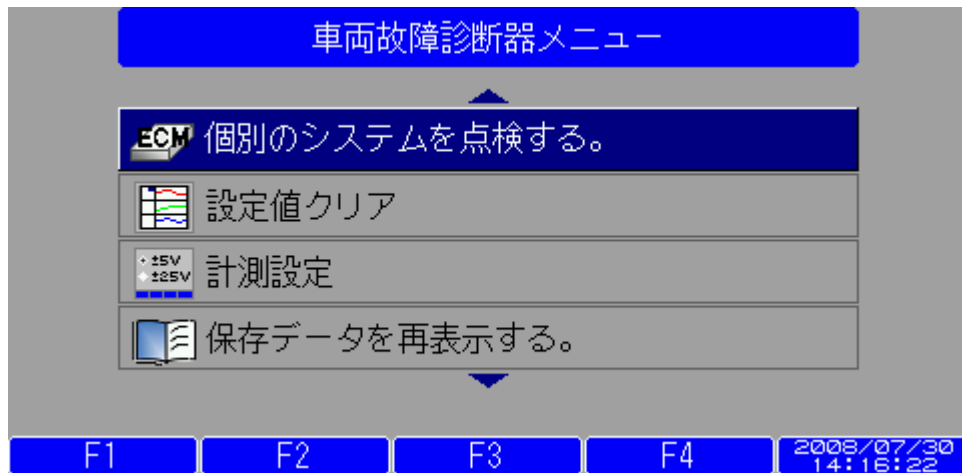 車両故障診断器メニュー
ECM 個別のシステムを点検する。
設定値クリア
・±5V
±25V
計測設定
保存データを再表示する。
F1 F2 F3 F4 2008/07/30
14:16:22